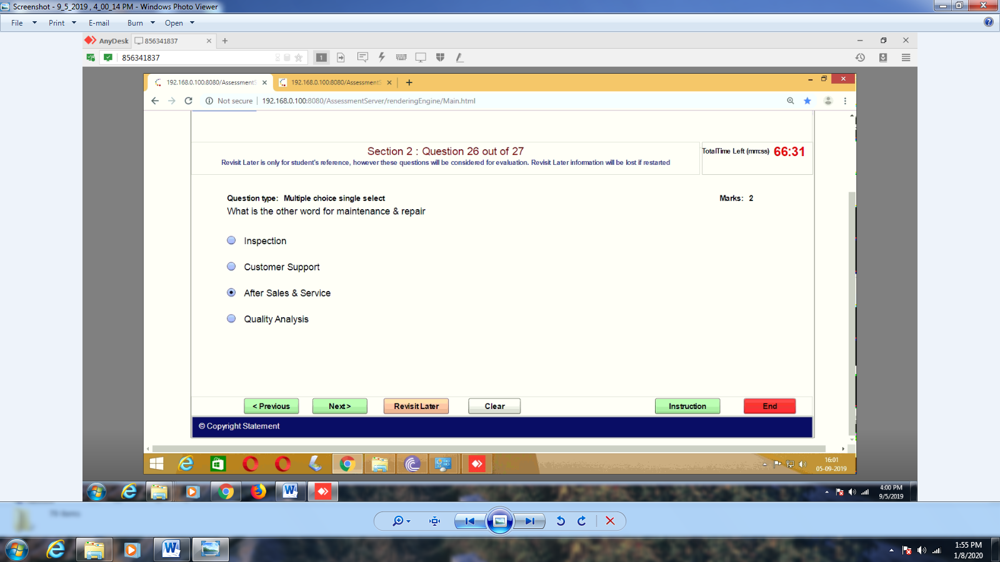 Screenshot - 9_5_2019 , 4_00_14 PM - Windows Photo Viewer
File Print E-mail Burn Open
AnyDesk 856341837
856341837 1
192.168.0.100:8080/AssessmentS 192.168.0.100:8080/AssessmentS
Not secure 192.168.0.100:8080/AssessmentServer/renderingEngine/Main.html
Section 2 : Question 26 out of 27
TotalTime Left (mm:ss) 66:31
Revisit Later is only for student's reference, however these questions will be considered for evaluation. Revisit Later information will be lost if restarted
Question type: Multiple choice single select Marks: 2
What is the other word for maintenance & repair
Inspection
Customer Support
After Sales & Service
Quality Analysis
< Previous Next > Revisit Later Clear Instruction End
© Copyright Statement
16:01
05-09-2019
4:00 PM
9/5/2019
1:55 PM
1/8/2020